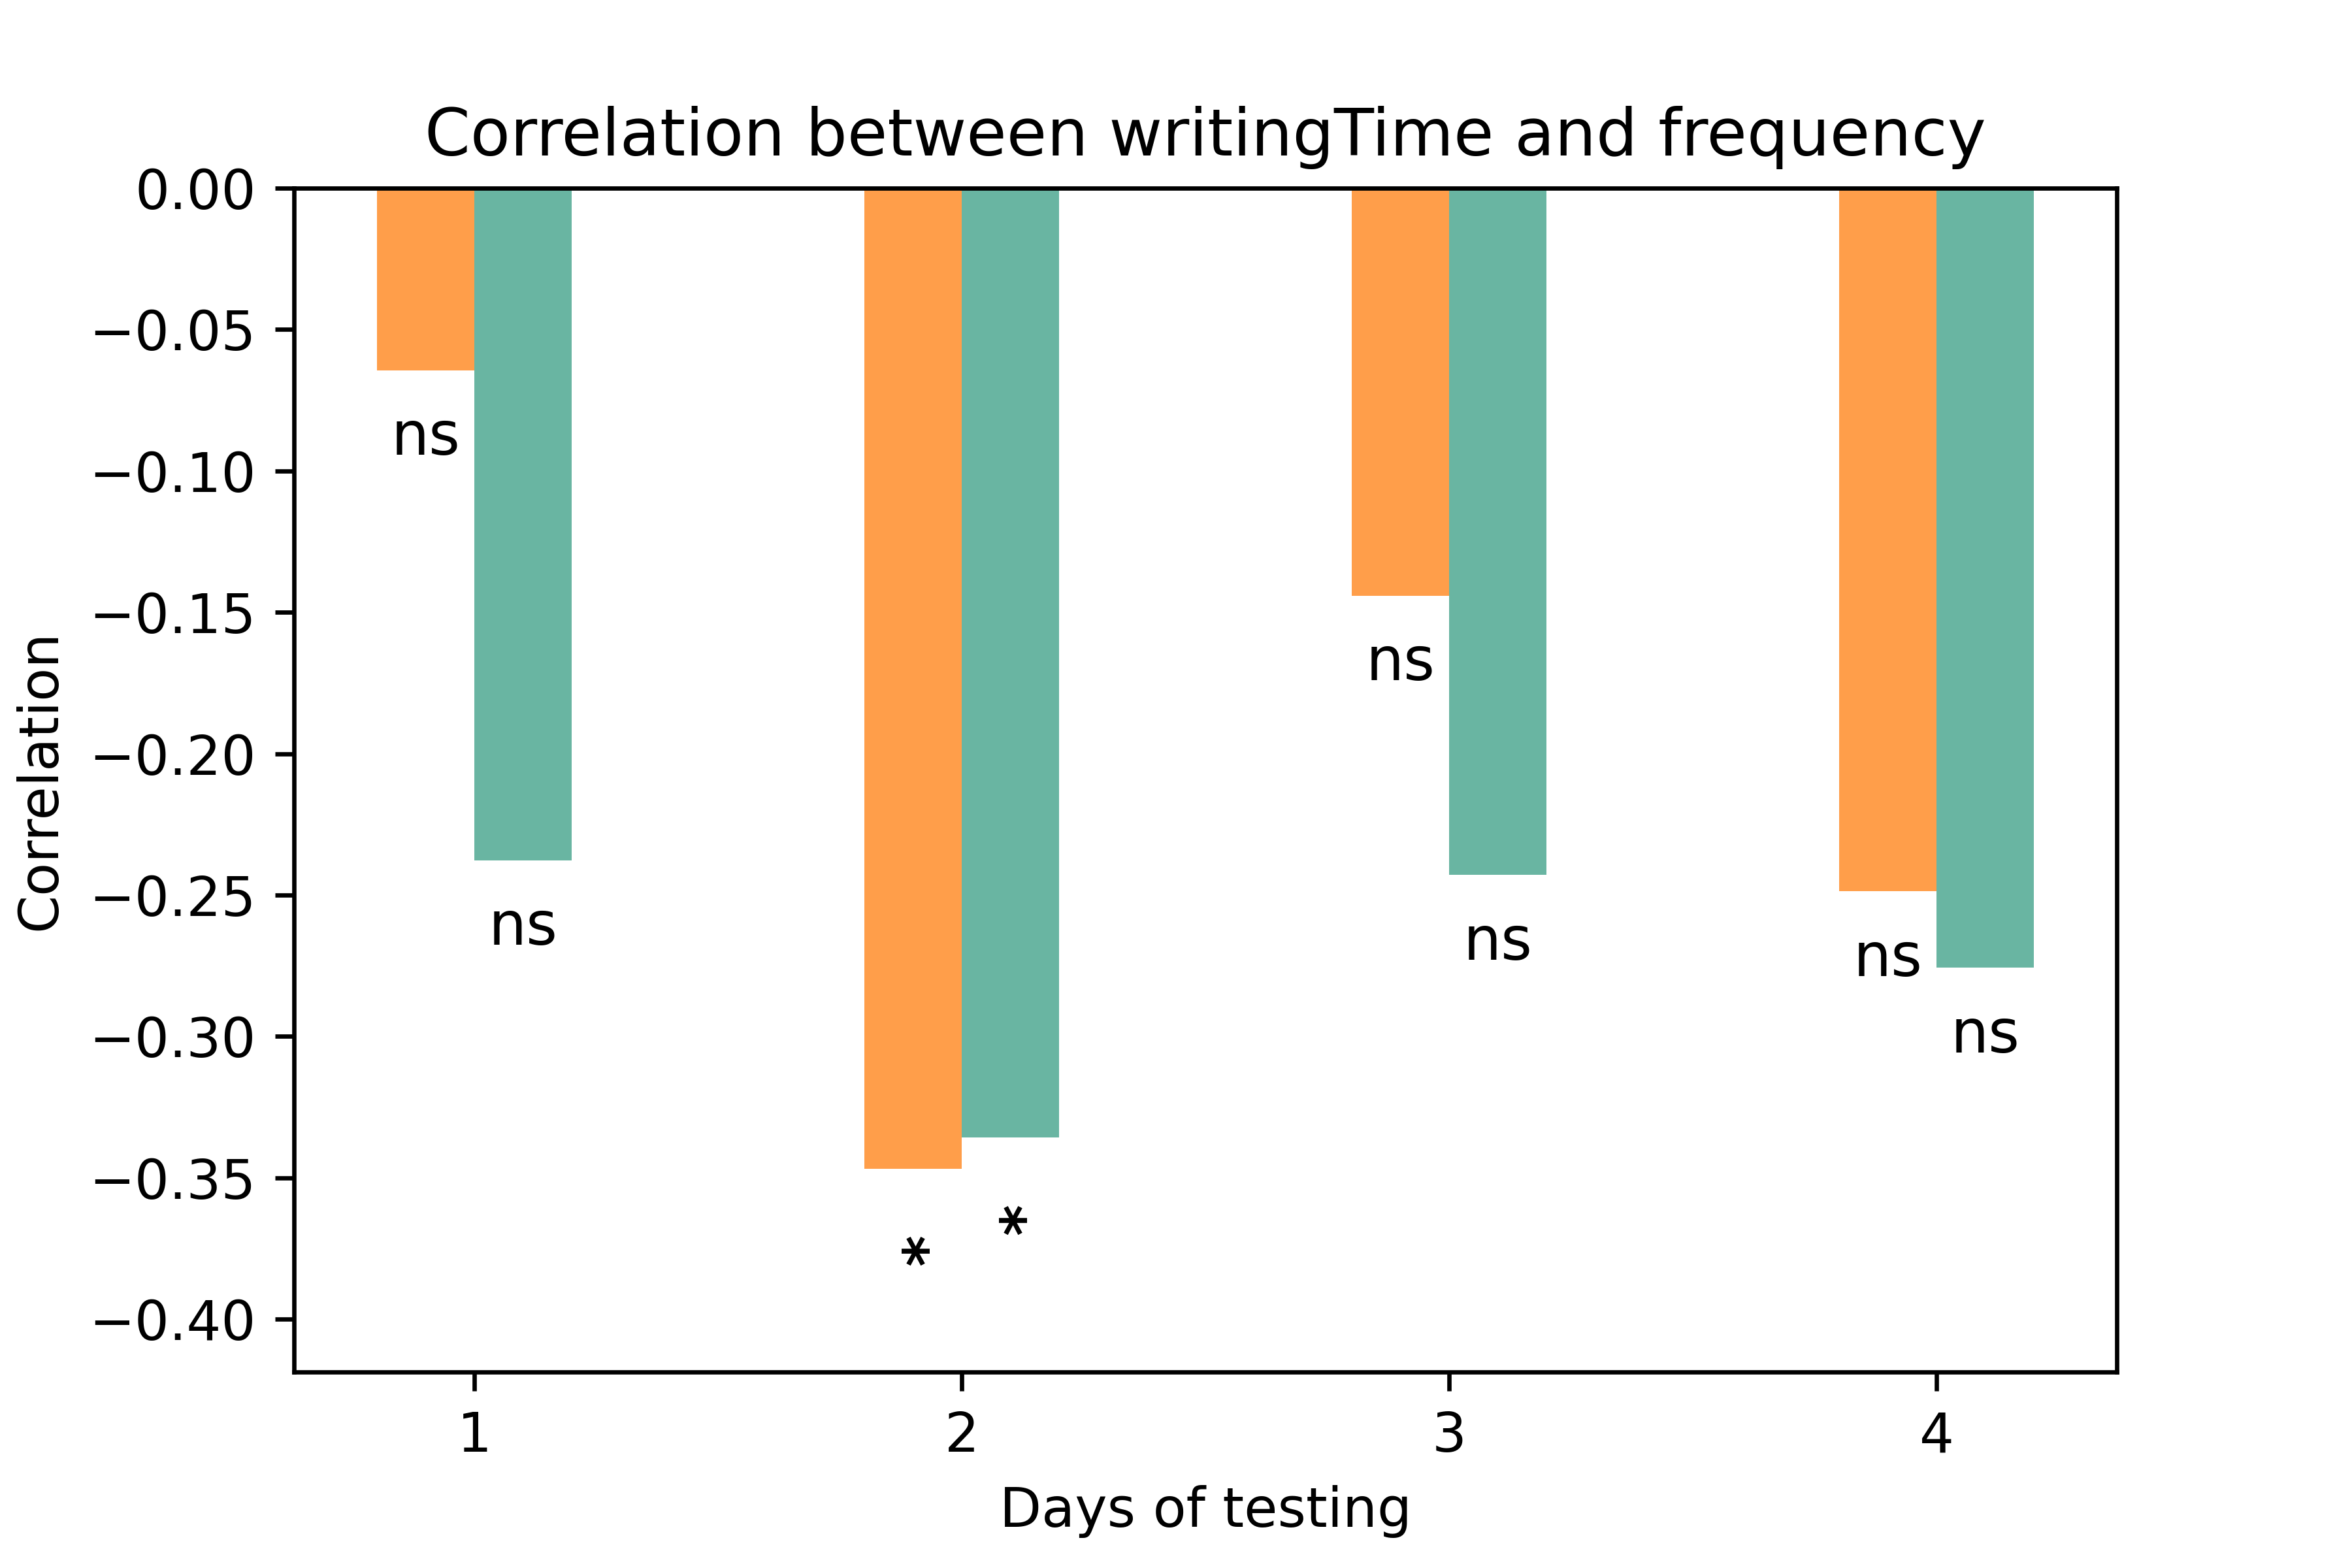 Correlation between writingTime and frequency
0.00
−0.05
−0.10
−0.15
−0.20
−0.25
−0.30
−0.35
−0.40
Correlation
ns
ns
*
*
ns
ns
ns
ns
1 2 3 4
Days of testing